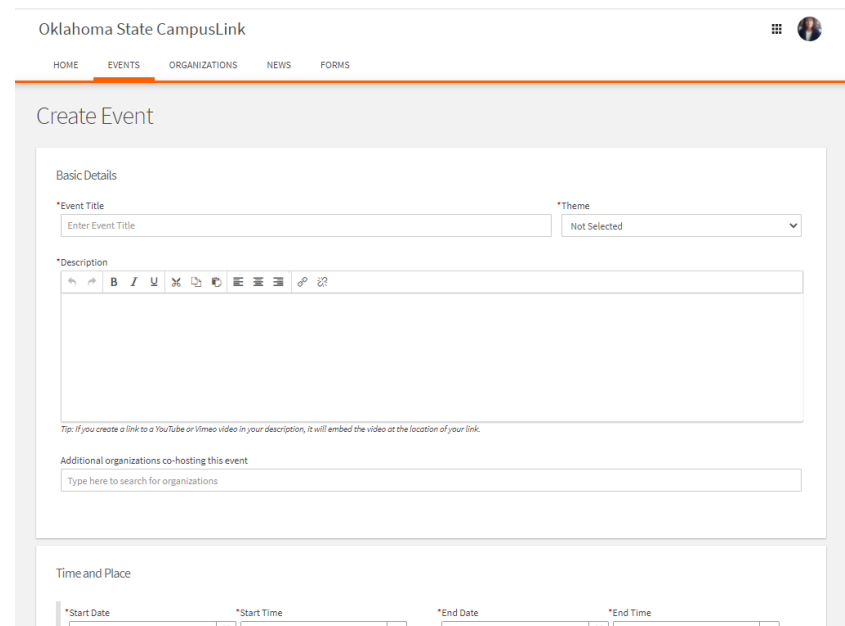 Oklahoma State CampusLink
HOME EVENTS ORGANIZATIONS NEWS FORMS
Create Event
Basic Details
*Event Title *Theme
Enter Event Title Not Selected
*Description
B I U
Tip: If you create a link to a YouTube or Vimeo video in your description, it will embed the video at the location of your link.
Additional organizations co-hosting this event
Type here to search for organizations
Time and Place
*Start Date *Start Time *End Date *End Time